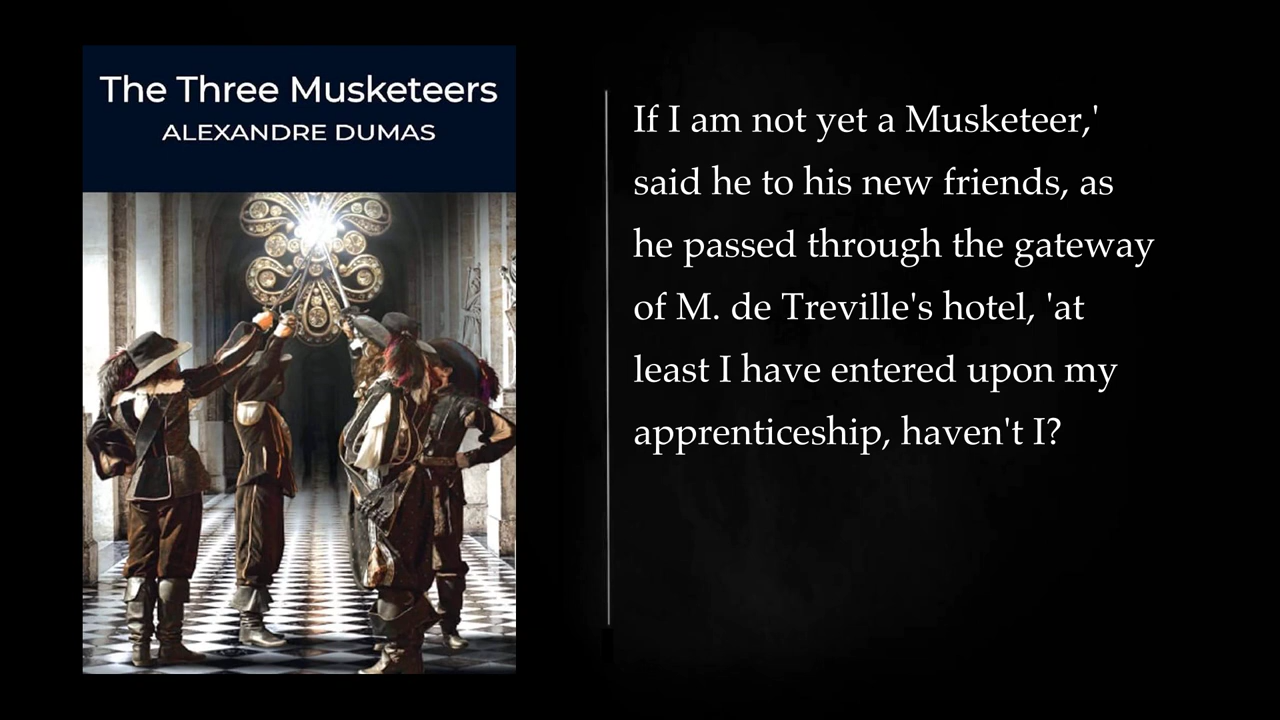 The Three Musketeers
ALEXANDRE DUMAS
If I am not yet a Musketeer,'
said he to his new friends, as
he passed through the gateway
of M. de Treville's hotel, 'at
least I have entered upon my
apprenticeship, haven't I?